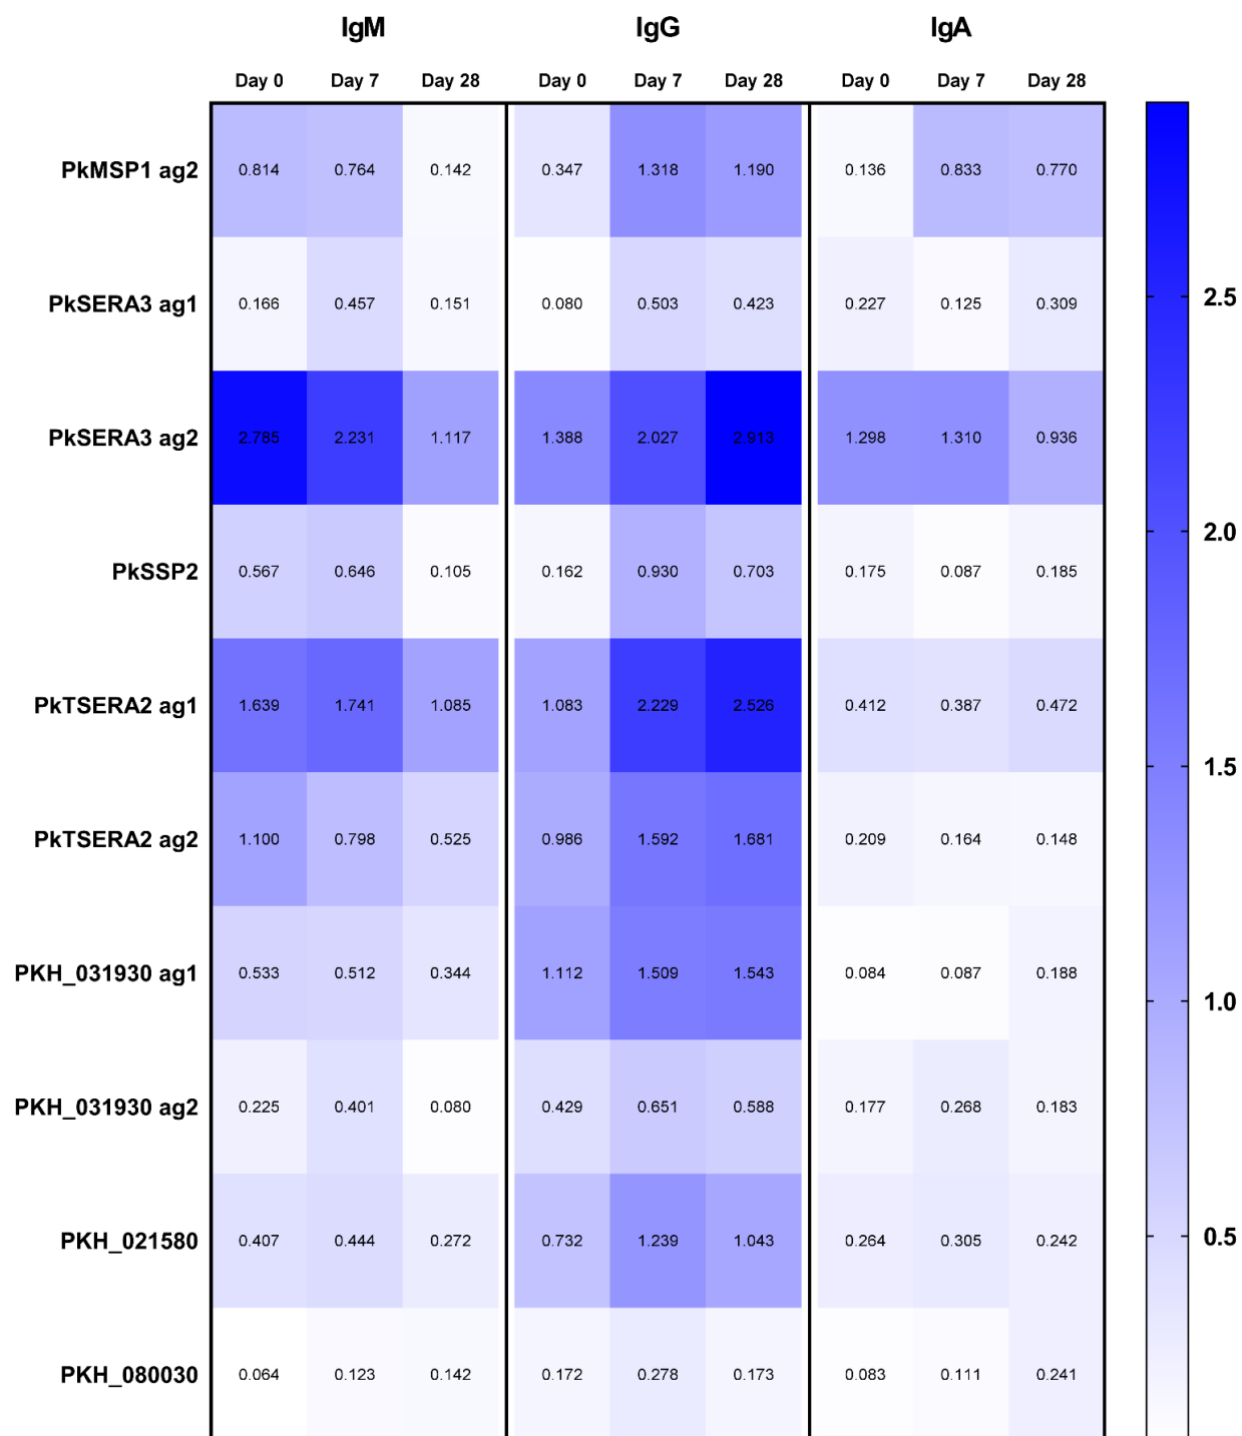 IgM IgG IgA
Day 0 Day 7 Day 28 Day 0 Day 7 Day 28 Day 0 Day 7 Day 28
PkMSP1 ag2 0.814 0.764 0.142 0.347 1.318 1.190 0.136 0.833 0.770
PkSERA3 ag1 0.166 0.457 0.151 0.080 0.503 0.423 0.227 0.125 0.309
2.5
PkSERA3 ag2 2.785 2.231 1.117 1.388 2.027 2.913 1.298 1.310 0.936
2.0
PkSSP2 0.567 0.646 0.105 0.162 0.930 0.703 0.175 0.087 0.185
PkTSERA2 ag1 1.639 1.741 1.085 1.083 2.229 2.526 0.412 0.387 0.472
1.5
PkTSERA2 ag2 1.100 0.798 0.525 0.986 1.592 1.681 0.209 0.164 0.148
PKH_031930 ag1 0.533 0.512 0.344 1.112 1.509 1.543 0.084 0.087 0.188
1.0
PKH_031930 ag2 0.225 0.401 0.080 0.429 0.651 0.588 0.177 0.268 0.183
PKH_021580 0.407 0.444 0.272 0.732 1.239 1.043 0.264 0.305 0.242
0.5
PKH_080030 0.064 0.123 0.142 0.172 0.278 0.173 0.083 0.111 0.241